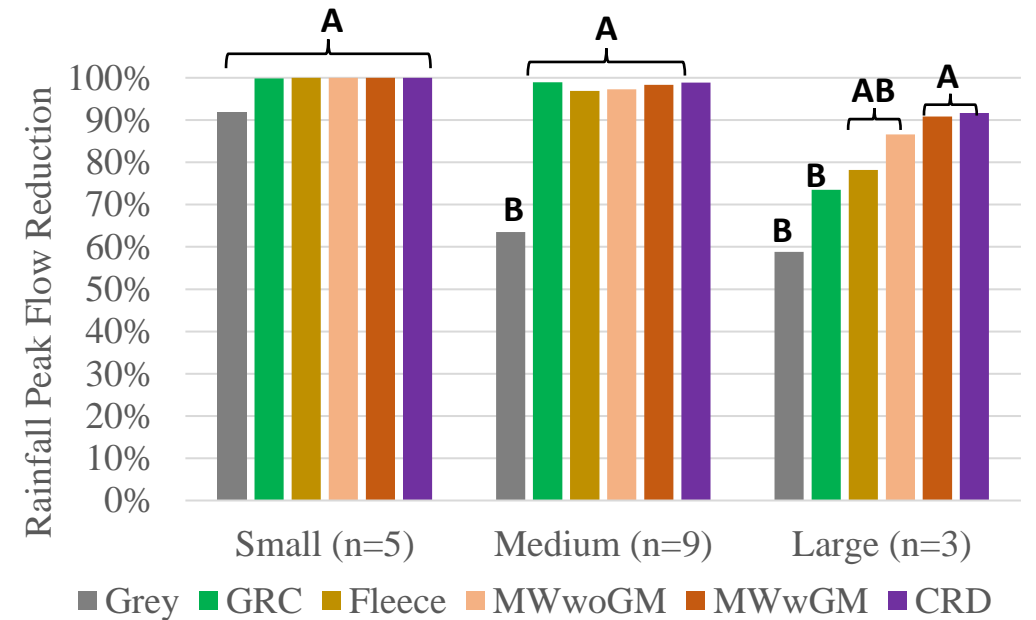 A
A
100%
A
AB
90%
80%
B
70%
B
B
60%
50%
40%
30%
20%
10%
0%
Rainfall Peak Flow Reduction
Small (n=5) Medium (n=9) Large (n=3)
Grey GRC Fleece MWwoGM MWwGM CRD